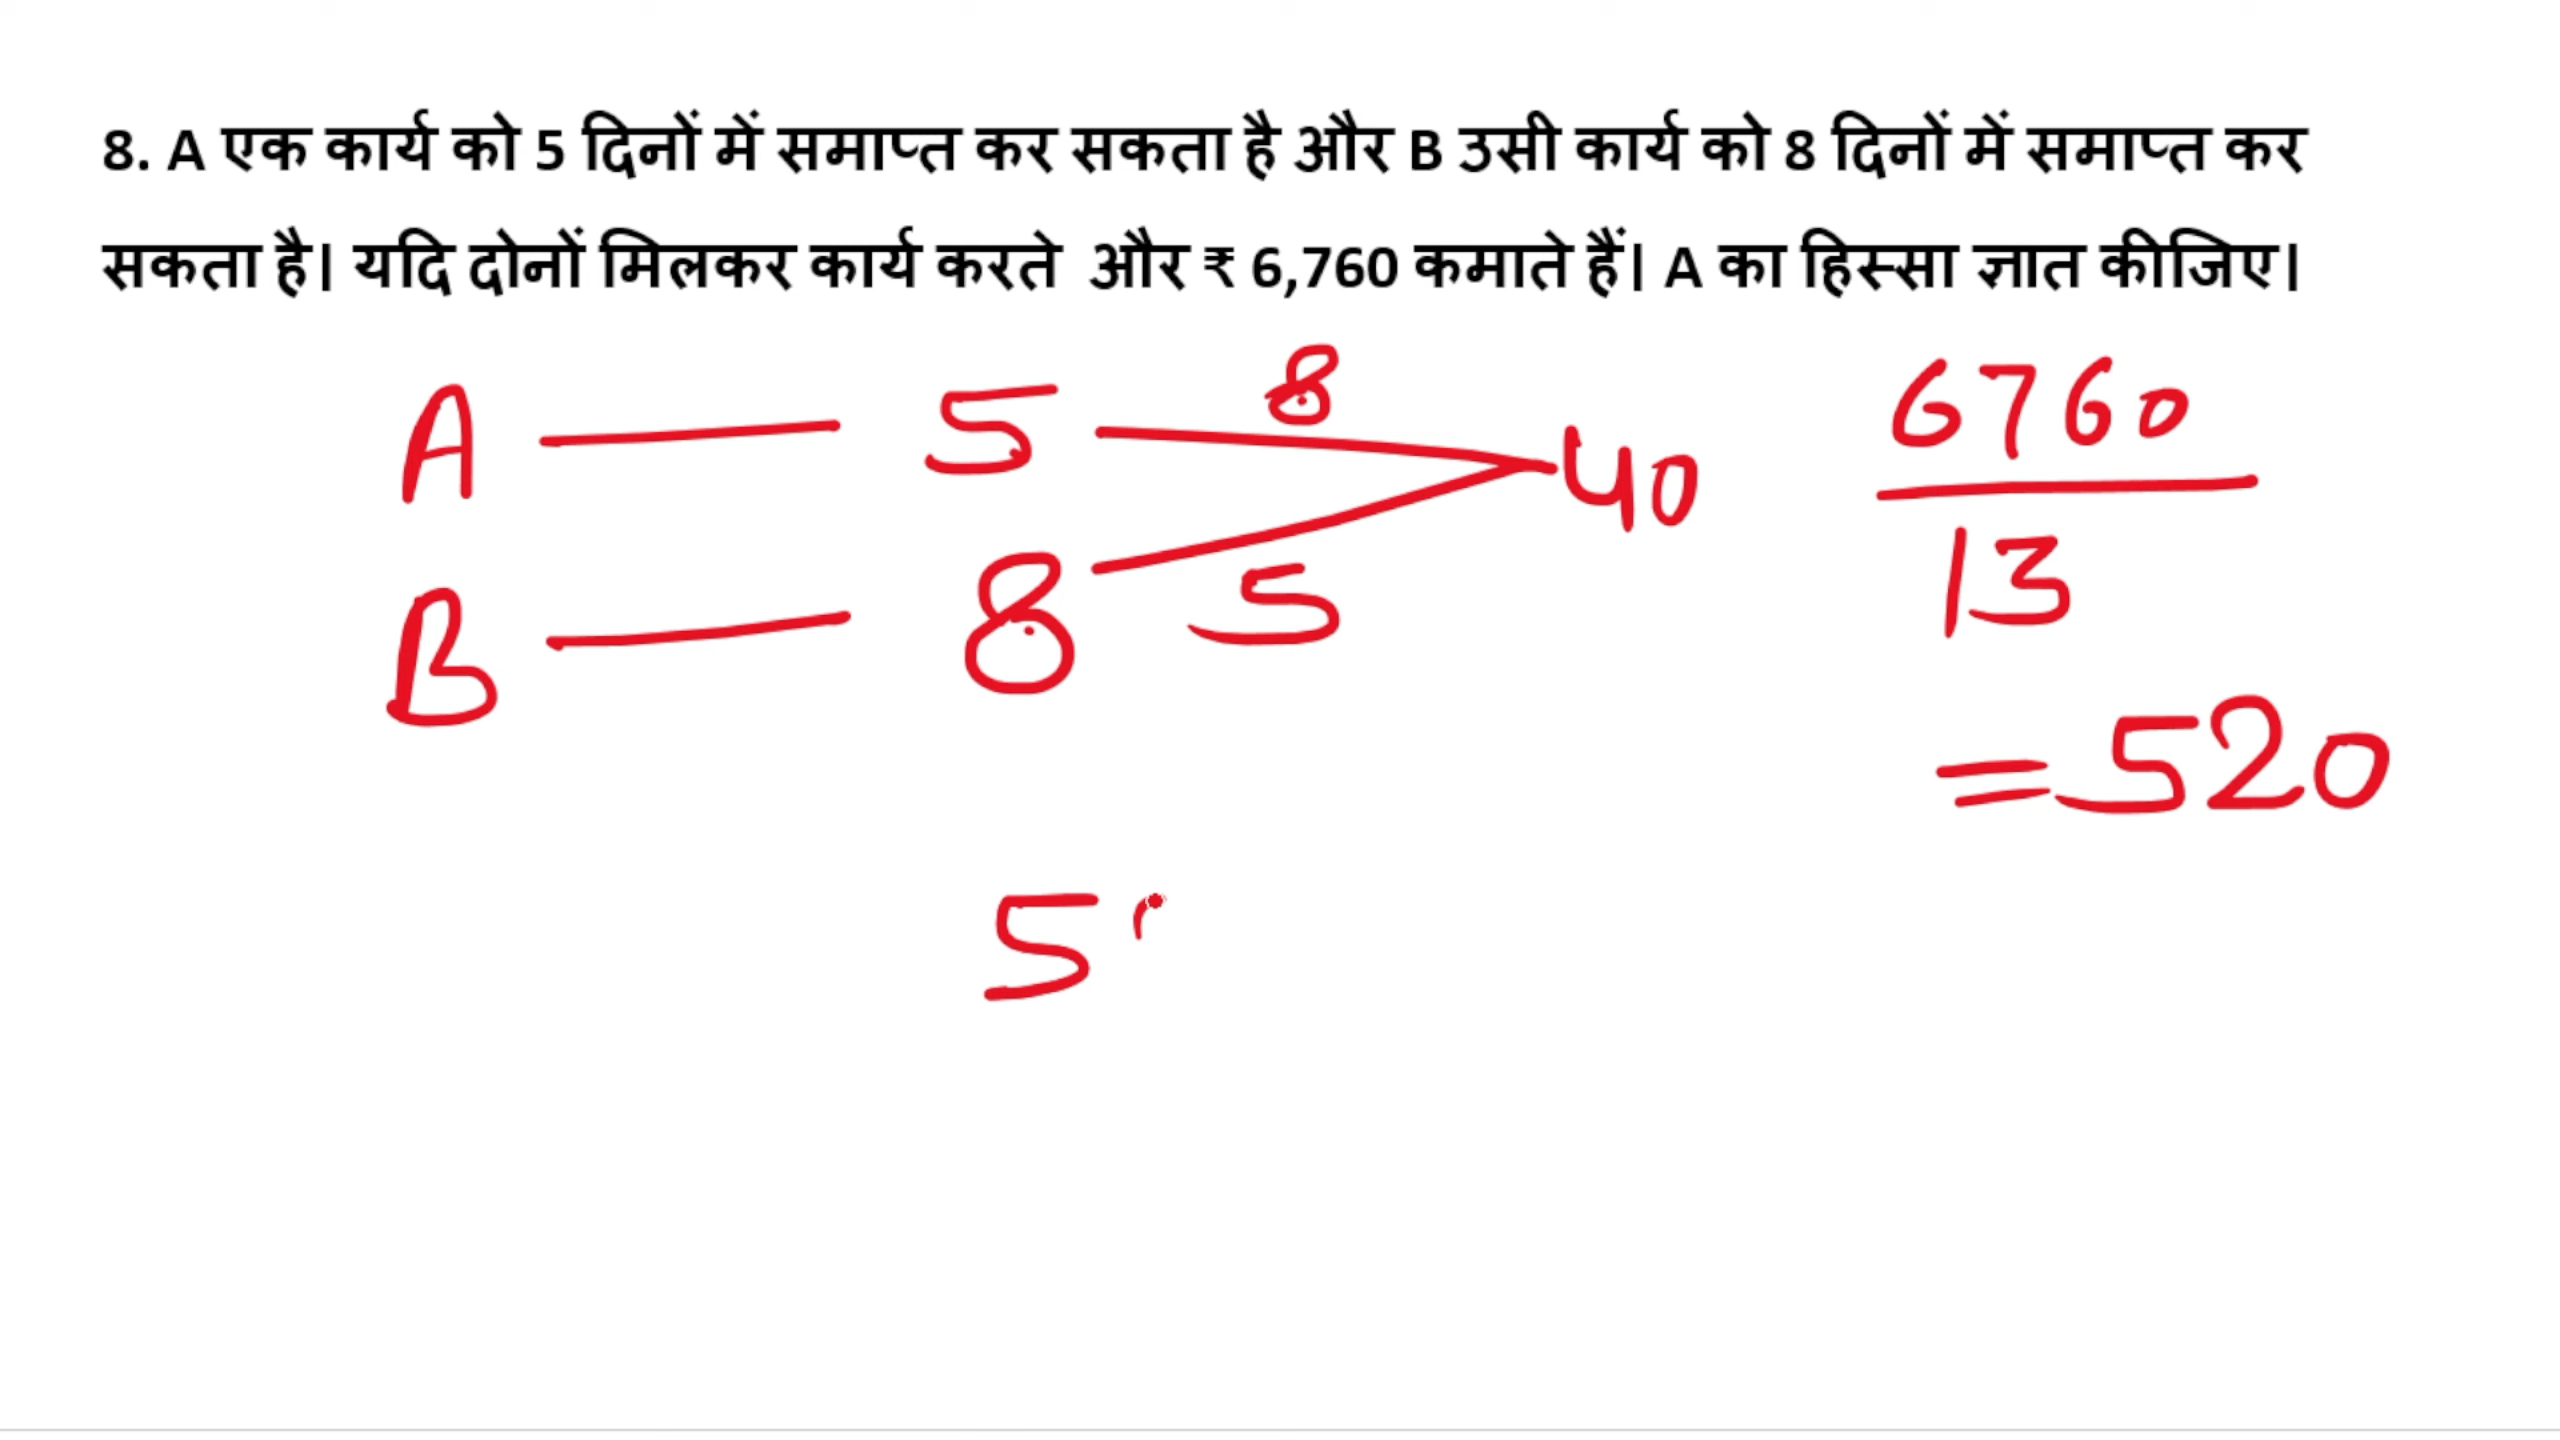 8. A एक कार्य को 5 दिनों में समाप्त कर सकता है और B उसी कार्य को 8 दिनों में समाप्त कर
सकता है। यदि दोनों मिलकर कार्य करते और ₹ 6,760 कमाते हैं। A का हिस्सा ज्ञात कीजिए।
A — 5 8 40
B — 8 5
6760
13
= 520
5